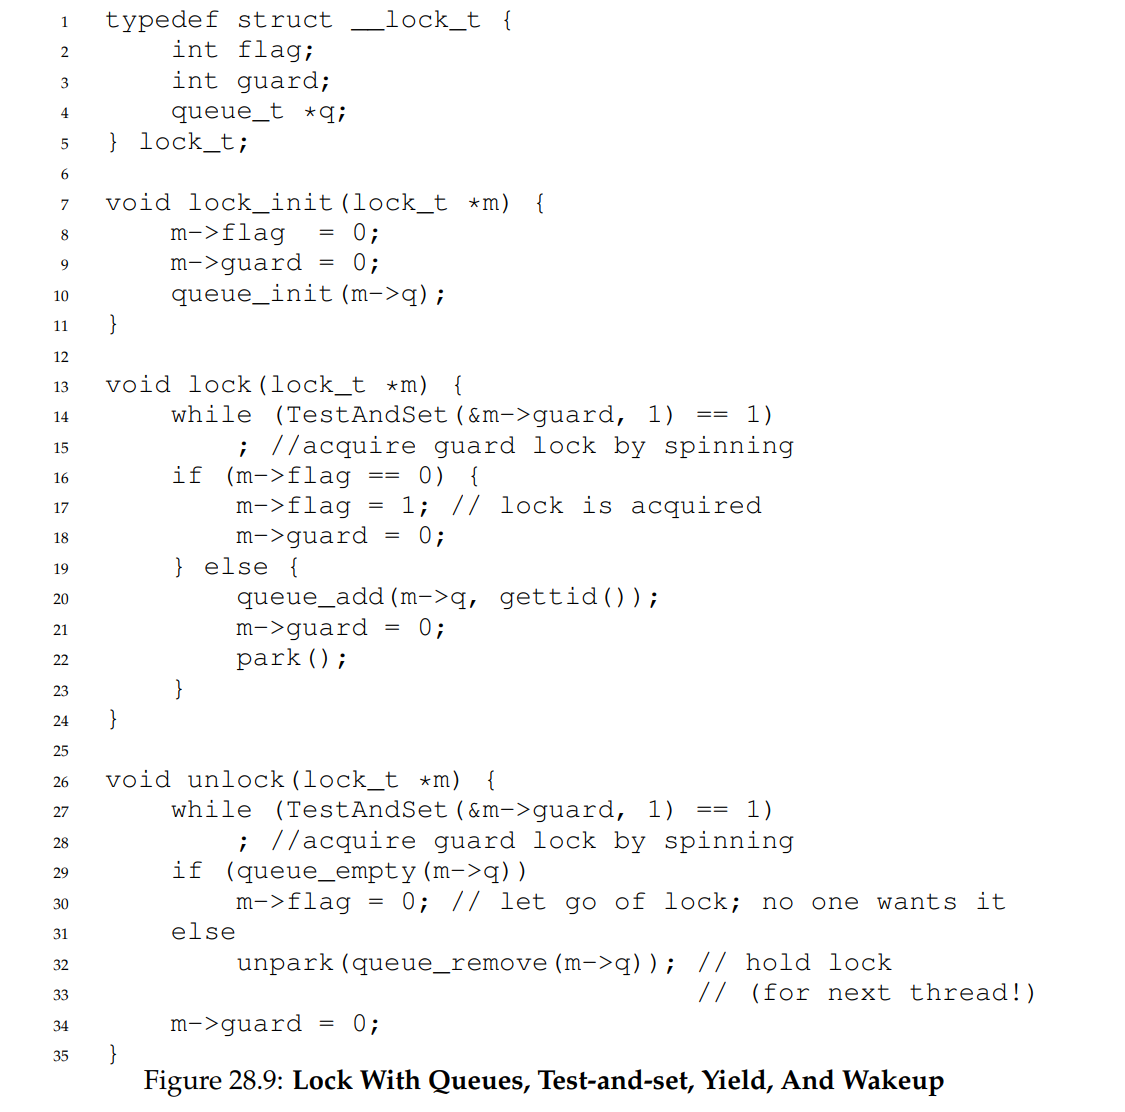 1 typedef struct __lock_t {
2 int flag;
3 int guard;
4 queue_t *q;
5 } lock_t;
6
7 void lock_init(lock_t *m) {
8 m->flag = 0;
9 m->guard = 0;
10 queue_init(m->q);
11 }
12
13 void lock(lock_t *m) {
14 while (TestAndSet(&m->guard, 1) == 1)
15 ; //acquire guard lock by spinning
16 if (m->flag == 0) {
17 m->flag = 1; // lock is acquired
18 m->guard = 0;
19 } else {
20 queue_add(m->q, gettid());
21 m->guard = 0;
22 park();
23 }
24 }
25
26 void unlock(lock_t *m) {
27 while (TestAndSet(&m->guard, 1) == 1)
28 ; //acquire guard lock by spinning
29 if (queue_empty(m->q))
30 m->flag = 0; // let go of lock; no one wants it
31 else
32 unpark(queue_remove(m->q)); // hold lock
33 // (for next thread!)
34 m->guard = 0;
35 }
Figure 28.9: Lock With Queues, Test-and-set, Yield, And Wakeup